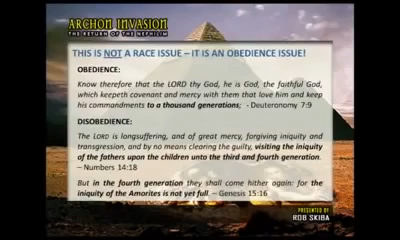 ARCHON INVASION
THE RETURN OF THE NEPHILIM
THIS IS NOT A RACE ISSUE – IT IS AN OBEDIENCE ISSUE!
OBEDIENCE:
Know therefore that the LORD thy God, he is God, the faithful God,
which keepeth covenant and mercy with them that love him and keep
his commandments to a thousand generations; - Deuteronomy 7:9
DISOBEDIENCE:
The LORD is longsuffering, and of great mercy, forgiving iniquity and
transgression, and by no means clearing the guilty, visiting the iniquity
of the fathers upon the children unto the third and fourth generation.
– Numbers 14:18
But in the fourth generation they shall come hither again: for the
iniquity of the Amorites is not yet full. – Genesis 15:16
PRESENTED BY
ROB SKIBA